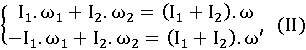 I₁.ω₁ + I₂.ω₂ = (I₁ + I₂).ω
−I₁.ω₁ + I₂.ω₂ = (I₁ + I₂).ω′ (II)